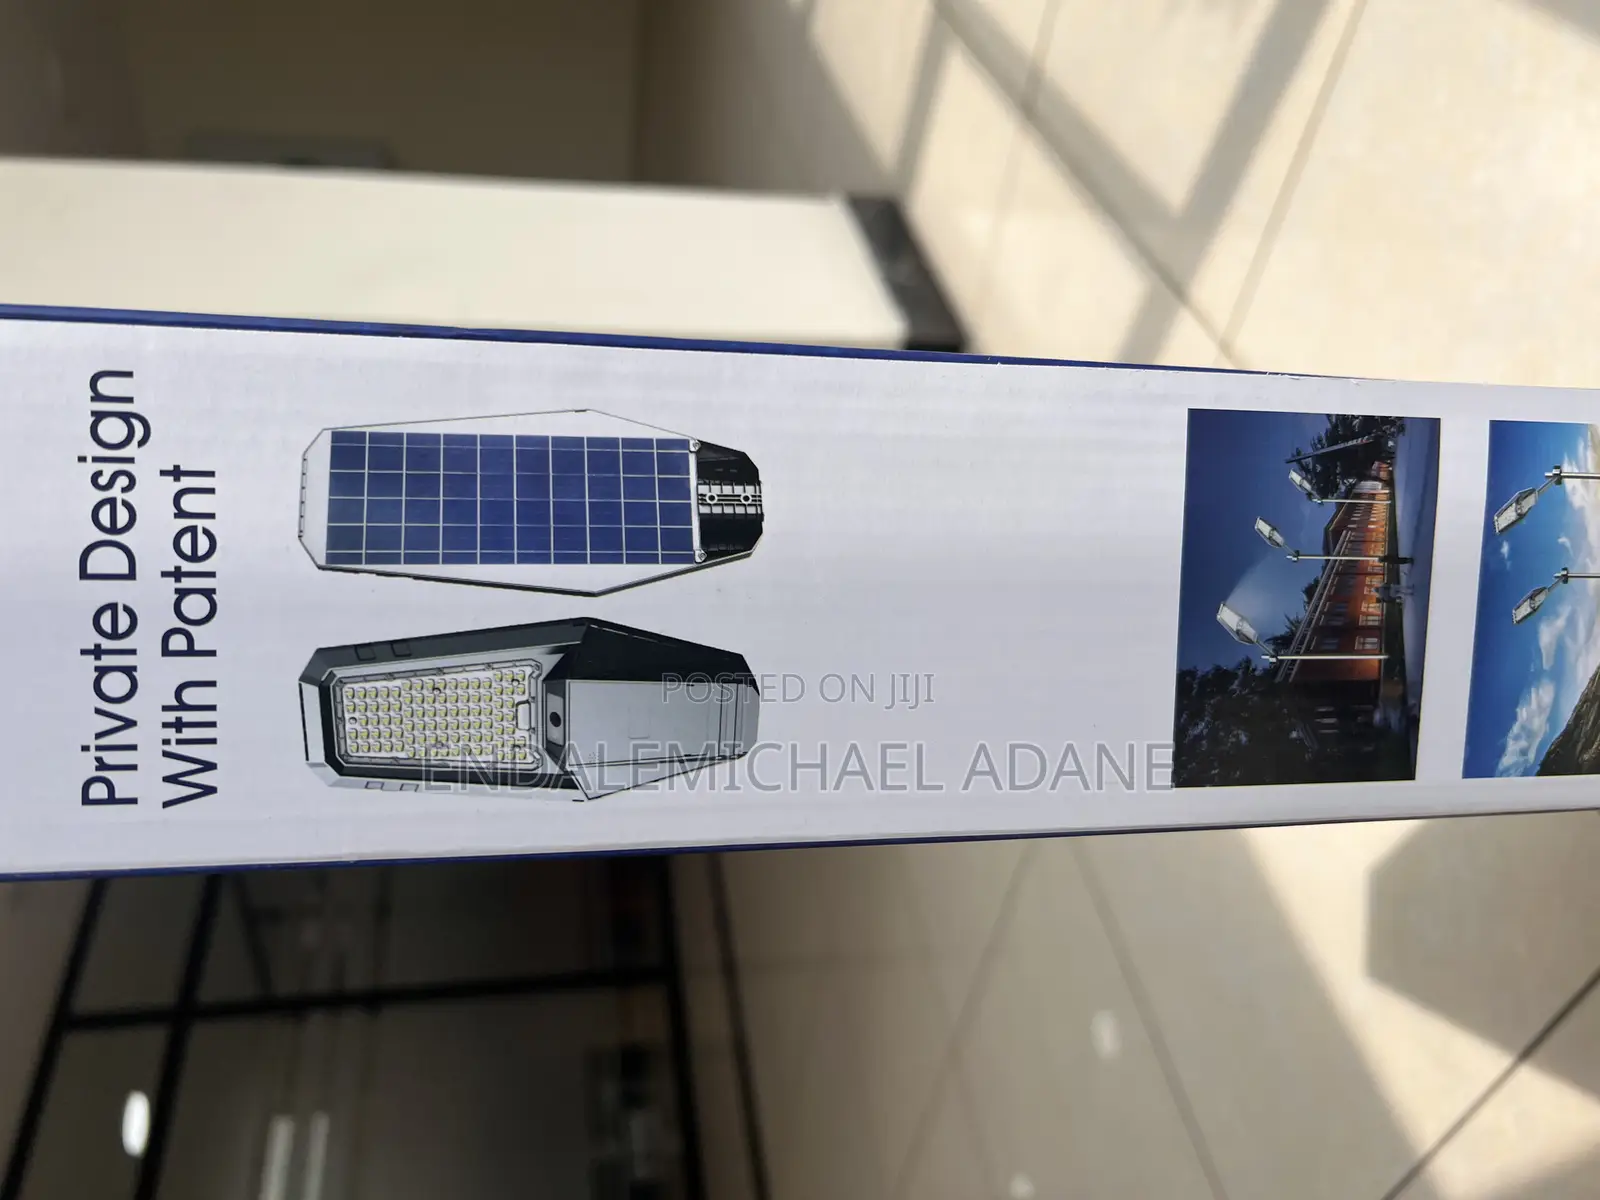 Private Design
With Patent
POSTED ON JIJI
ENDALEMICHAEL ADANE